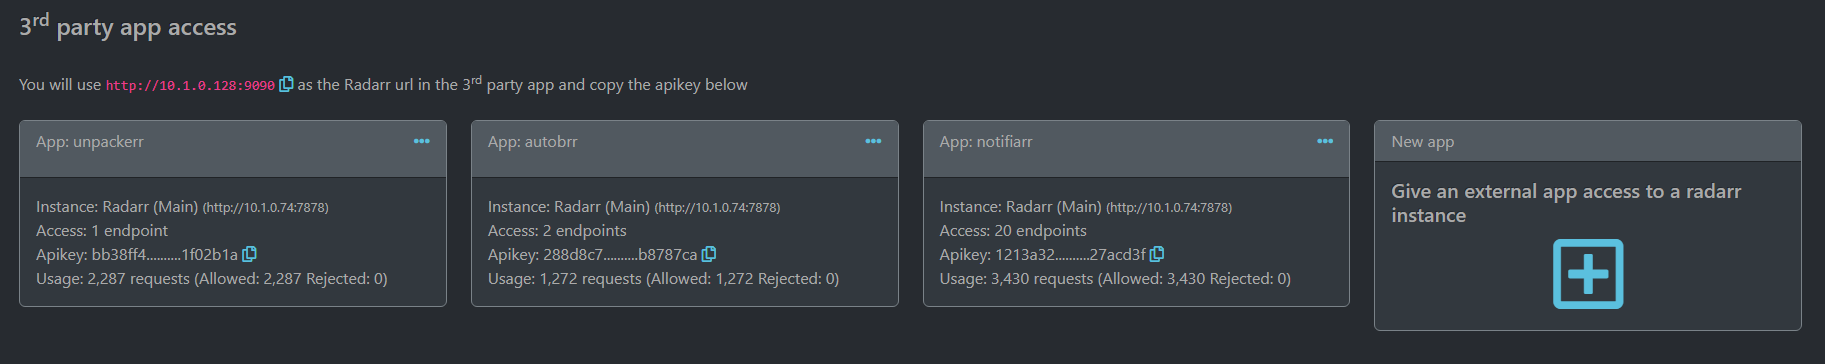 3rd party app access
You will use http://10.1.0.128:9090 as the Radarr url in the 3rd party app and copy the apikey below
App: unpackerr
Instance: Radarr (Main) (http://10.1.0.74:7878)
Access: 1 endpoint
Apikey: bb38ff4..........1f02b1a
Usage: 2,287 requests (Allowed: 2,287 Rejected: 0)
App: autobrr
Instance: Radarr (Main) (http://10.1.0.74:7878)
Access: 2 endpoints
Apikey: 288d8c7..........b8787ca
Usage: 1,272 requests (Allowed: 1,272 Rejected: 0)
App: notifiarr
Instance: Radarr (Main) (http://10.1.0.74:7878)
Access: 20 endpoints
Apikey: 1213a32..........27acd3f
Usage: 3,430 requests (Allowed: 3,430 Rejected: 0)
New app
Give an external app access to a radarr
instance